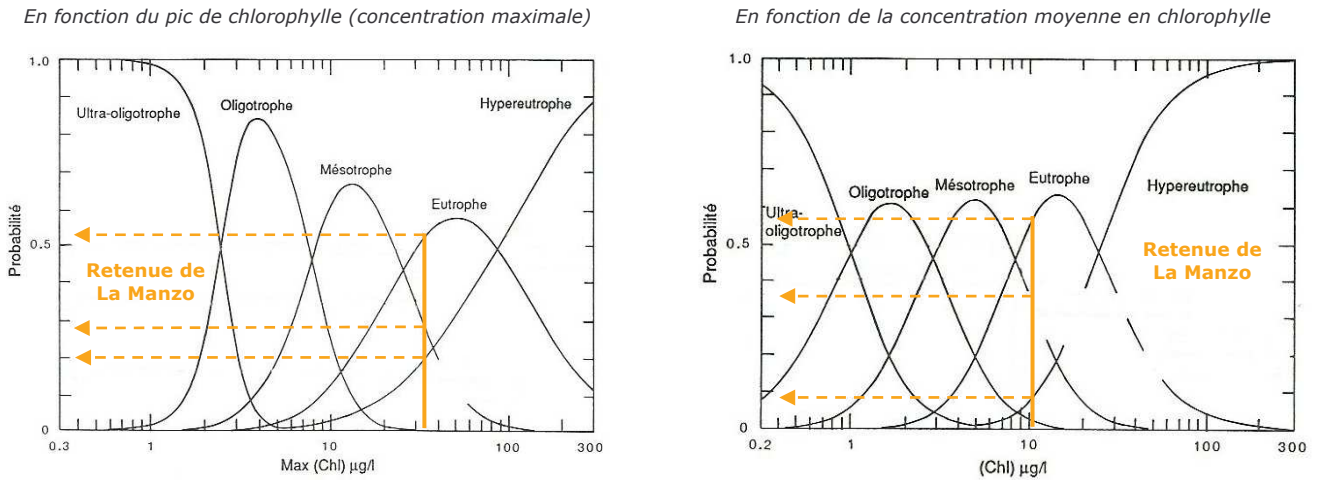 En fonction du pic de chlorophylle (concentration maximale)
1.0
Ultra-oligotrophe
Oligotrophe
Hypereutrophe
Mésotrophe
Eutrophe
Probabilité
0.5
Retenue de
La Manzo
0
0.3
1
10
100
300
Max (Chl) µg/l
En fonction de la concentration moyenne en chlorophylle
1.0
Oligotrophe
Mésotrophe
Eutrophe
Hypereutrophe
Ultra-
oligotrophe
Probabilité
0.5
Retenue de
La Manzo
0
0.2
1
10
100
300
(Chl) µg/l